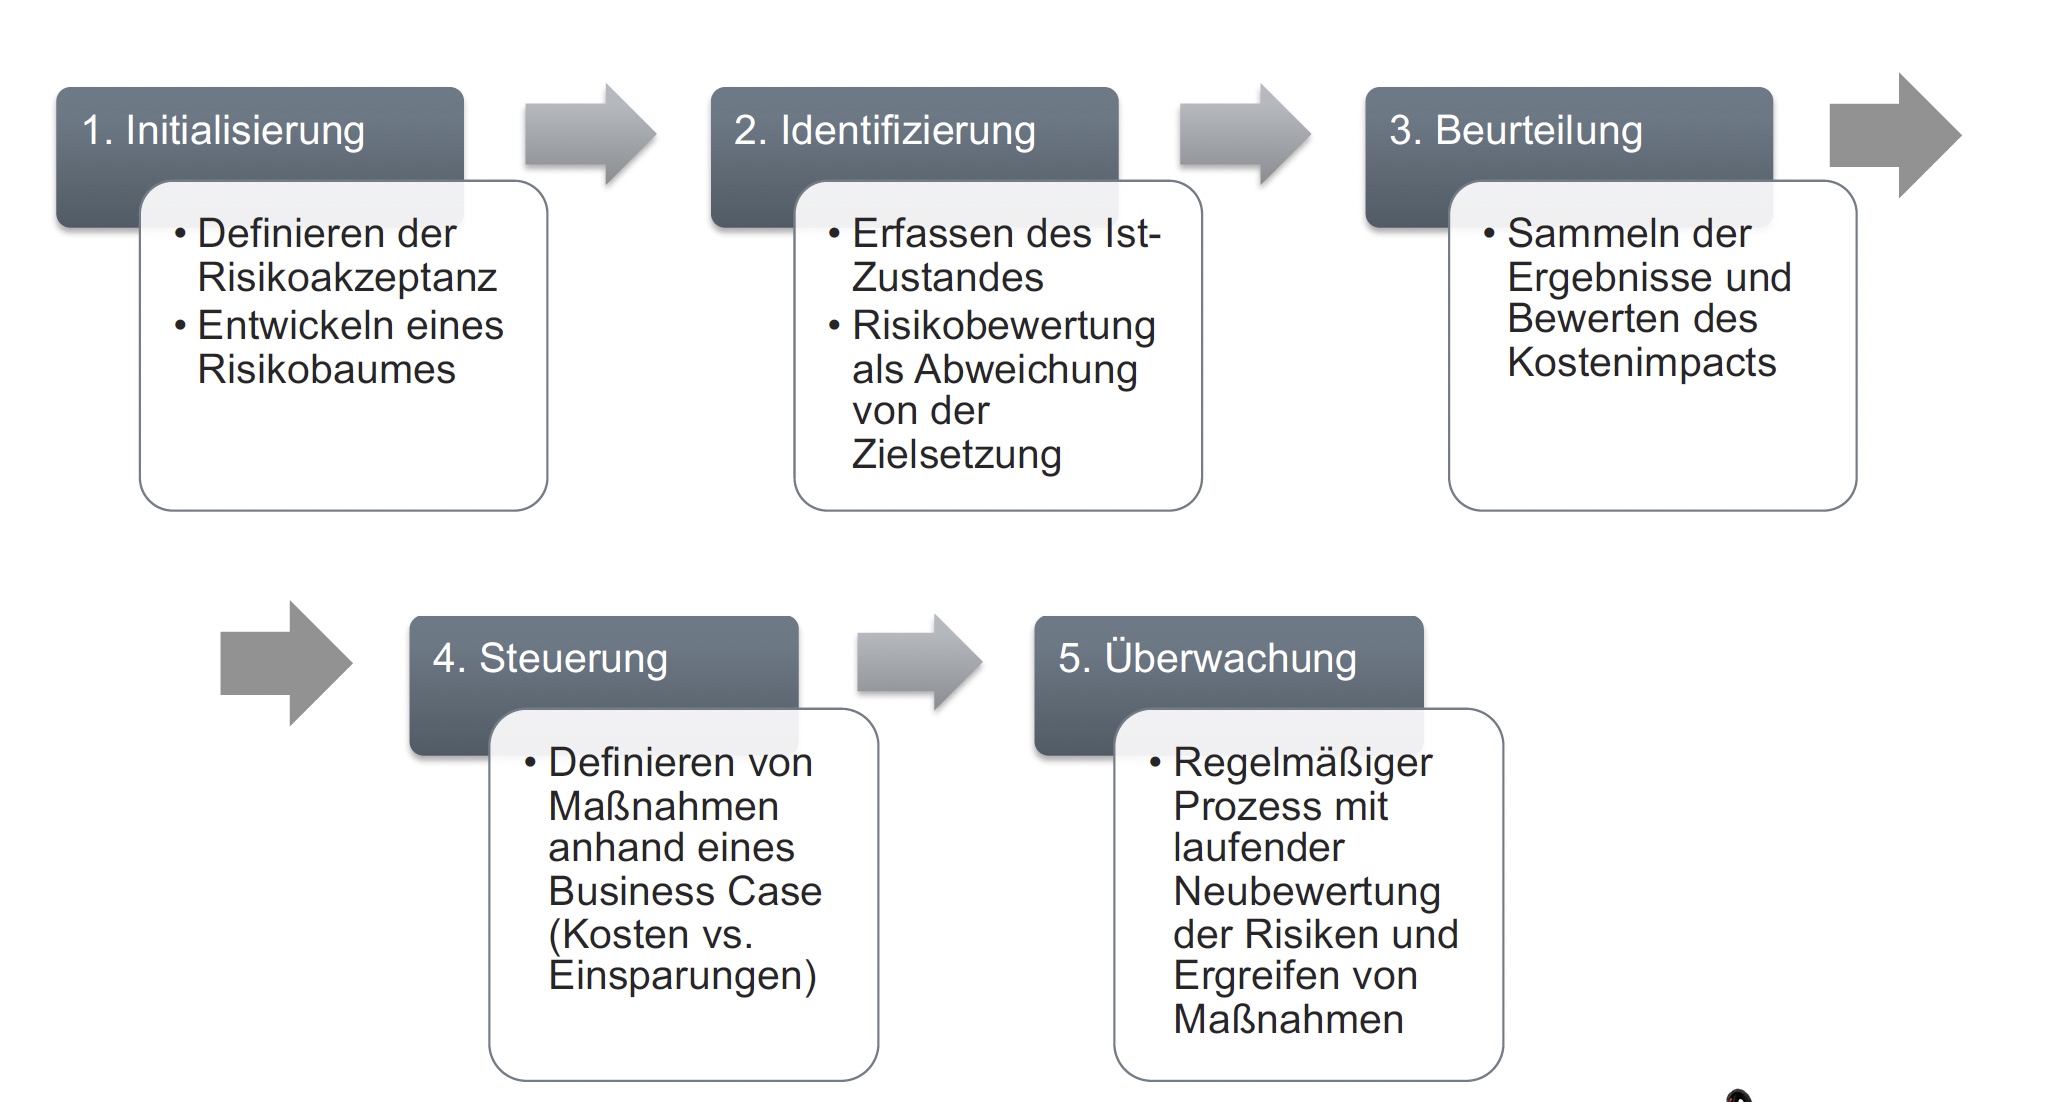 1. Initialisierung
• Definieren der
Risikoakzeptanz
• Entwickeln eines
Risikobaumes
2. Identifizierung
• Erfassen des Ist-
Zustandes
• Risikobewertung
als Abweichung
von der
Zielsetzung
3. Beurteilung
• Sammeln der
Ergebnisse und
Bewerten des
Kostenimpacts
4. Steuerung
• Definieren von
Maßnahmen
anhand eines
Business Case
(Kosten vs.
Einsparungen)
5. Überwachung
• Regelmäßiger
Prozess mit
laufender
Neubewertung
der Risiken und
Ergreifen von
Maßnahmen